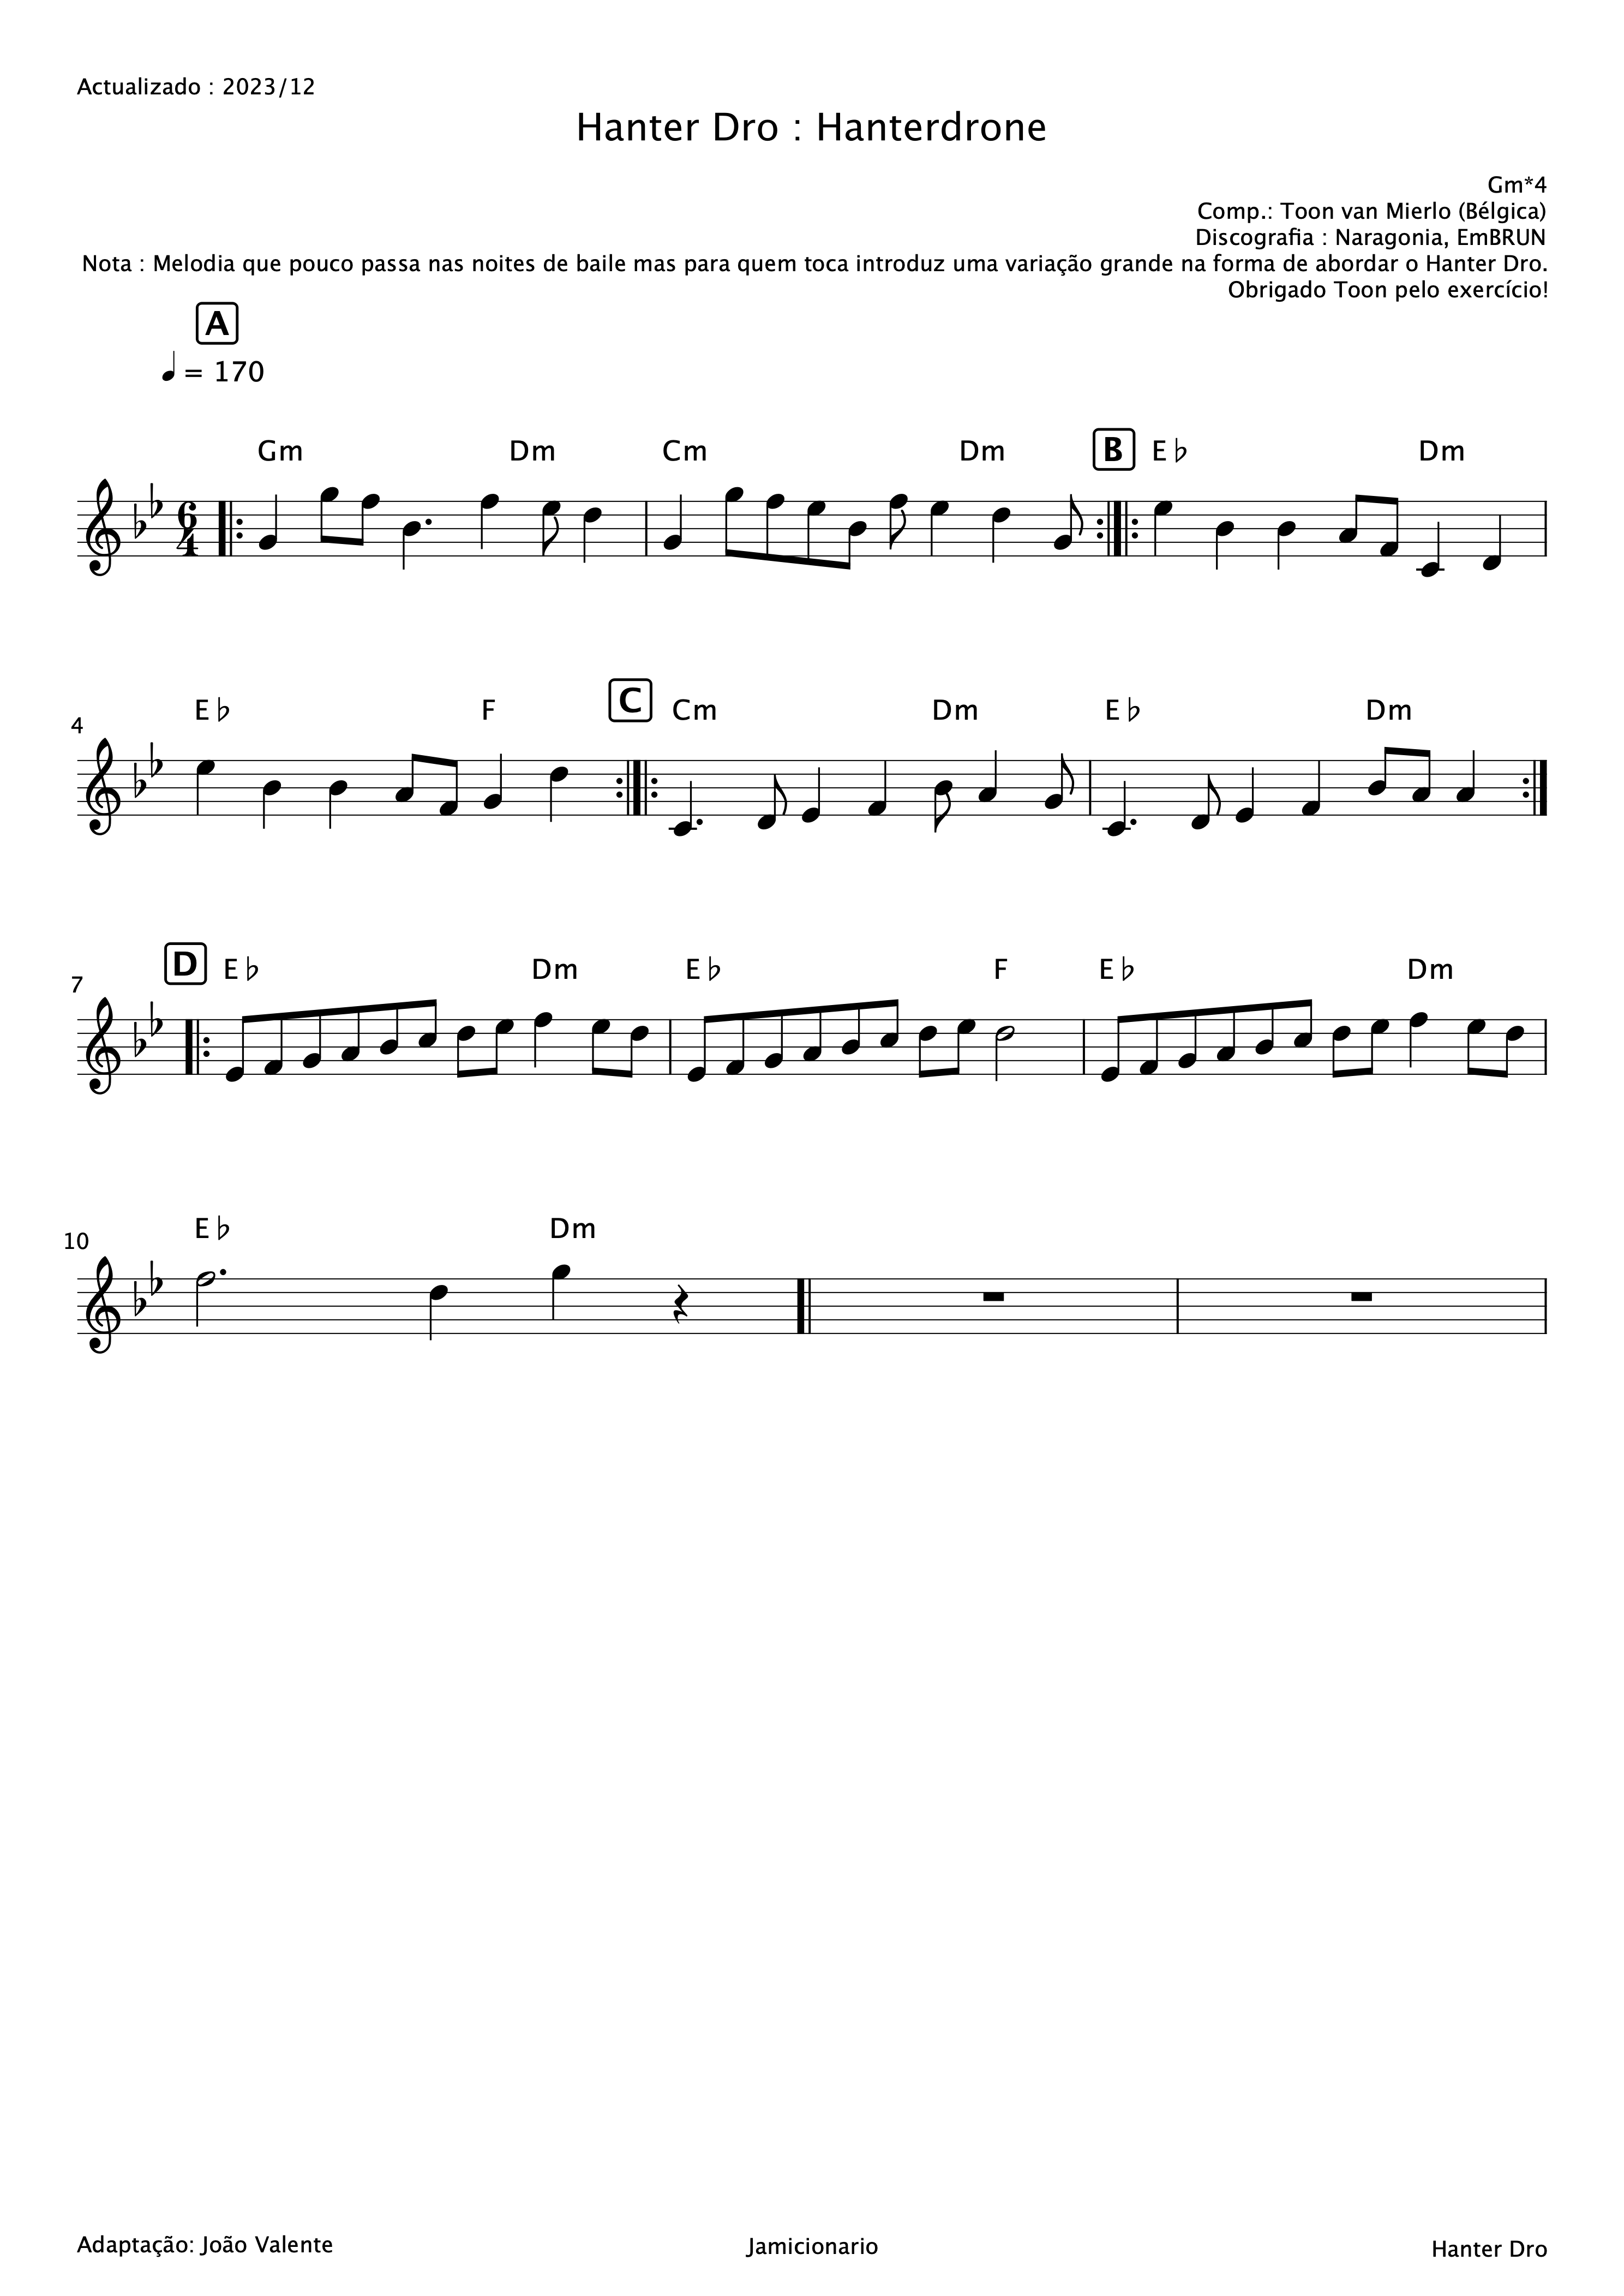 Actualizado : 2023/12
Hanter Dro : Hanterdrone
Gm*4
Comp.: Toon van Mierlo (Bélgica)
Discografia : Naragonia, EmBRUN
Nota : Melodia que pouco passa nas noites de baile mas para quem toca introduz uma variação grande na forma de abordar o Hanter Dro.
Obrigado Toon pelo exercício!
A
= 170
Gm Dm Cm Dm B E♭ Dm
6
4
E♭ F C Cm Dm E♭ Dm
4
D E♭ Dm E♭ F E♭ Dm
7
E♭ Dm
10
Adaptação: João Valente Jamicionario Hanter Dro